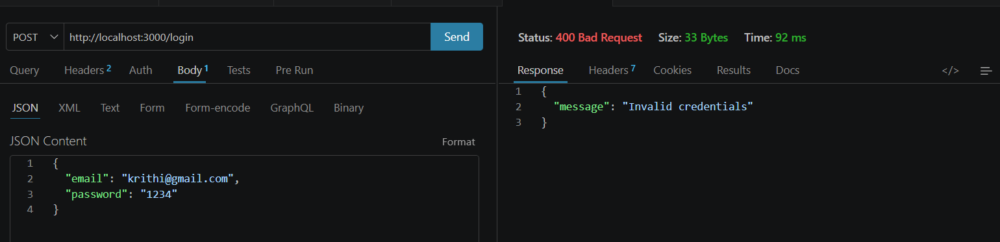 POST http://localhost:3000/login Send
Query Headers 2 Auth Body 1 Tests Pre Run
JSON XML Text Form Form-encode GraphQL Binary
JSON Content Format
1 {
2 "email": "krithi@gmail.com",
3 "password": "1234"
4 }
Status: 400 Bad Request Size: 33 Bytes Time: 92 ms
Response Headers 7 Cookies Results Docs </>
1 {
2 "message": "Invalid credentials"
3 }